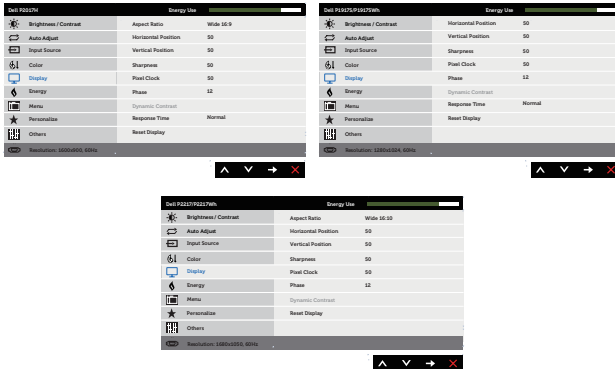 Dell P2017H Energy Use
Brightness / Contrast Aspect Ratio Wide 16:9
Auto Adjust Horizontal Position 50
Input Source Vertical Position 50
Color Sharpness 50
Display Pixel Clock 50
Energy Phase 12
Menu Dynamic Contrast
Personalize Response Time Normal
Others Reset Display
Resolution: 1600x900, 60Hz
Dell P1917S/P1917SWh Energy Use
Brightness / Contrast Horizontal Position 50
Auto Adjust Vertical Position 50
Input Source Sharpness 50
Color Pixel Clock 50
Display Phase 12
Energy Dynamic Contrast
Menu Response Time Normal
Personalize Reset Display
Others
Resolution: 1280x1024, 60Hz
Dell P2217/P2217Wh Energy Use
Brightness / Contrast Aspect Ratio Wide 16:10
Auto Adjust Horizontal Position 50
Input Source Vertical Position 50
Color Sharpness 50
Display Pixel Clock 50
Energy Phase 12
Menu Dynamic Contrast
Personalize Reset Display
Others
Resolution: 1680x1050, 60Hz